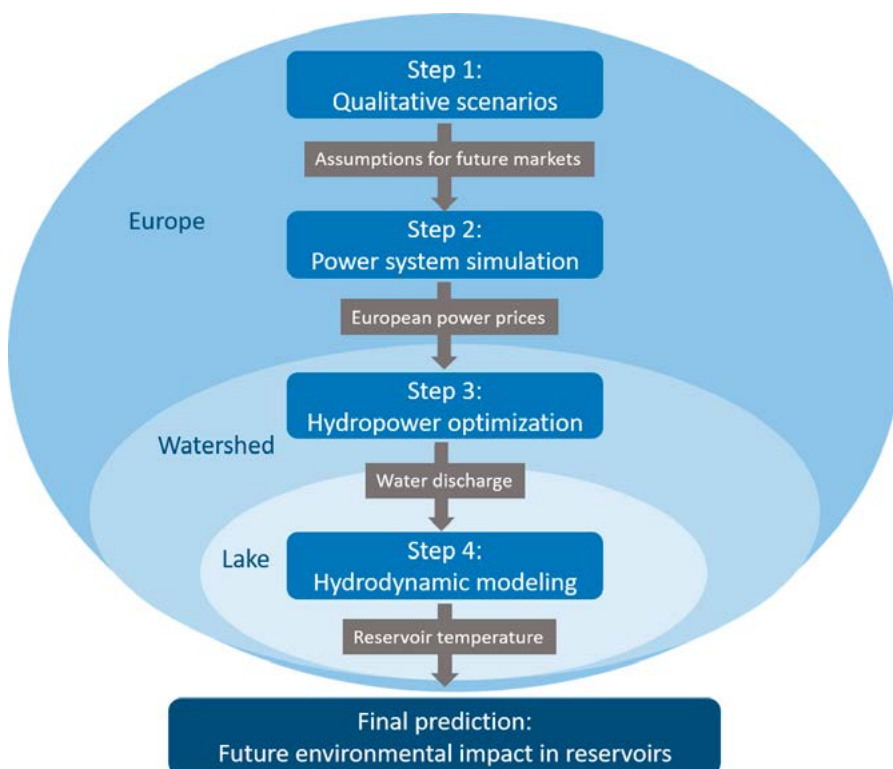 Step 1:
Qualitative scenarios
Assumptions for future markets
Europe
Step 2:
Power system simulation
European power prices
Step 3:
Hydropower optimization
Watershed
Water discharge
Step 4:
Lake
Hydrodynamic modeling
Reservoir temperature
Final prediction:
Future environmental impact in reservoirs